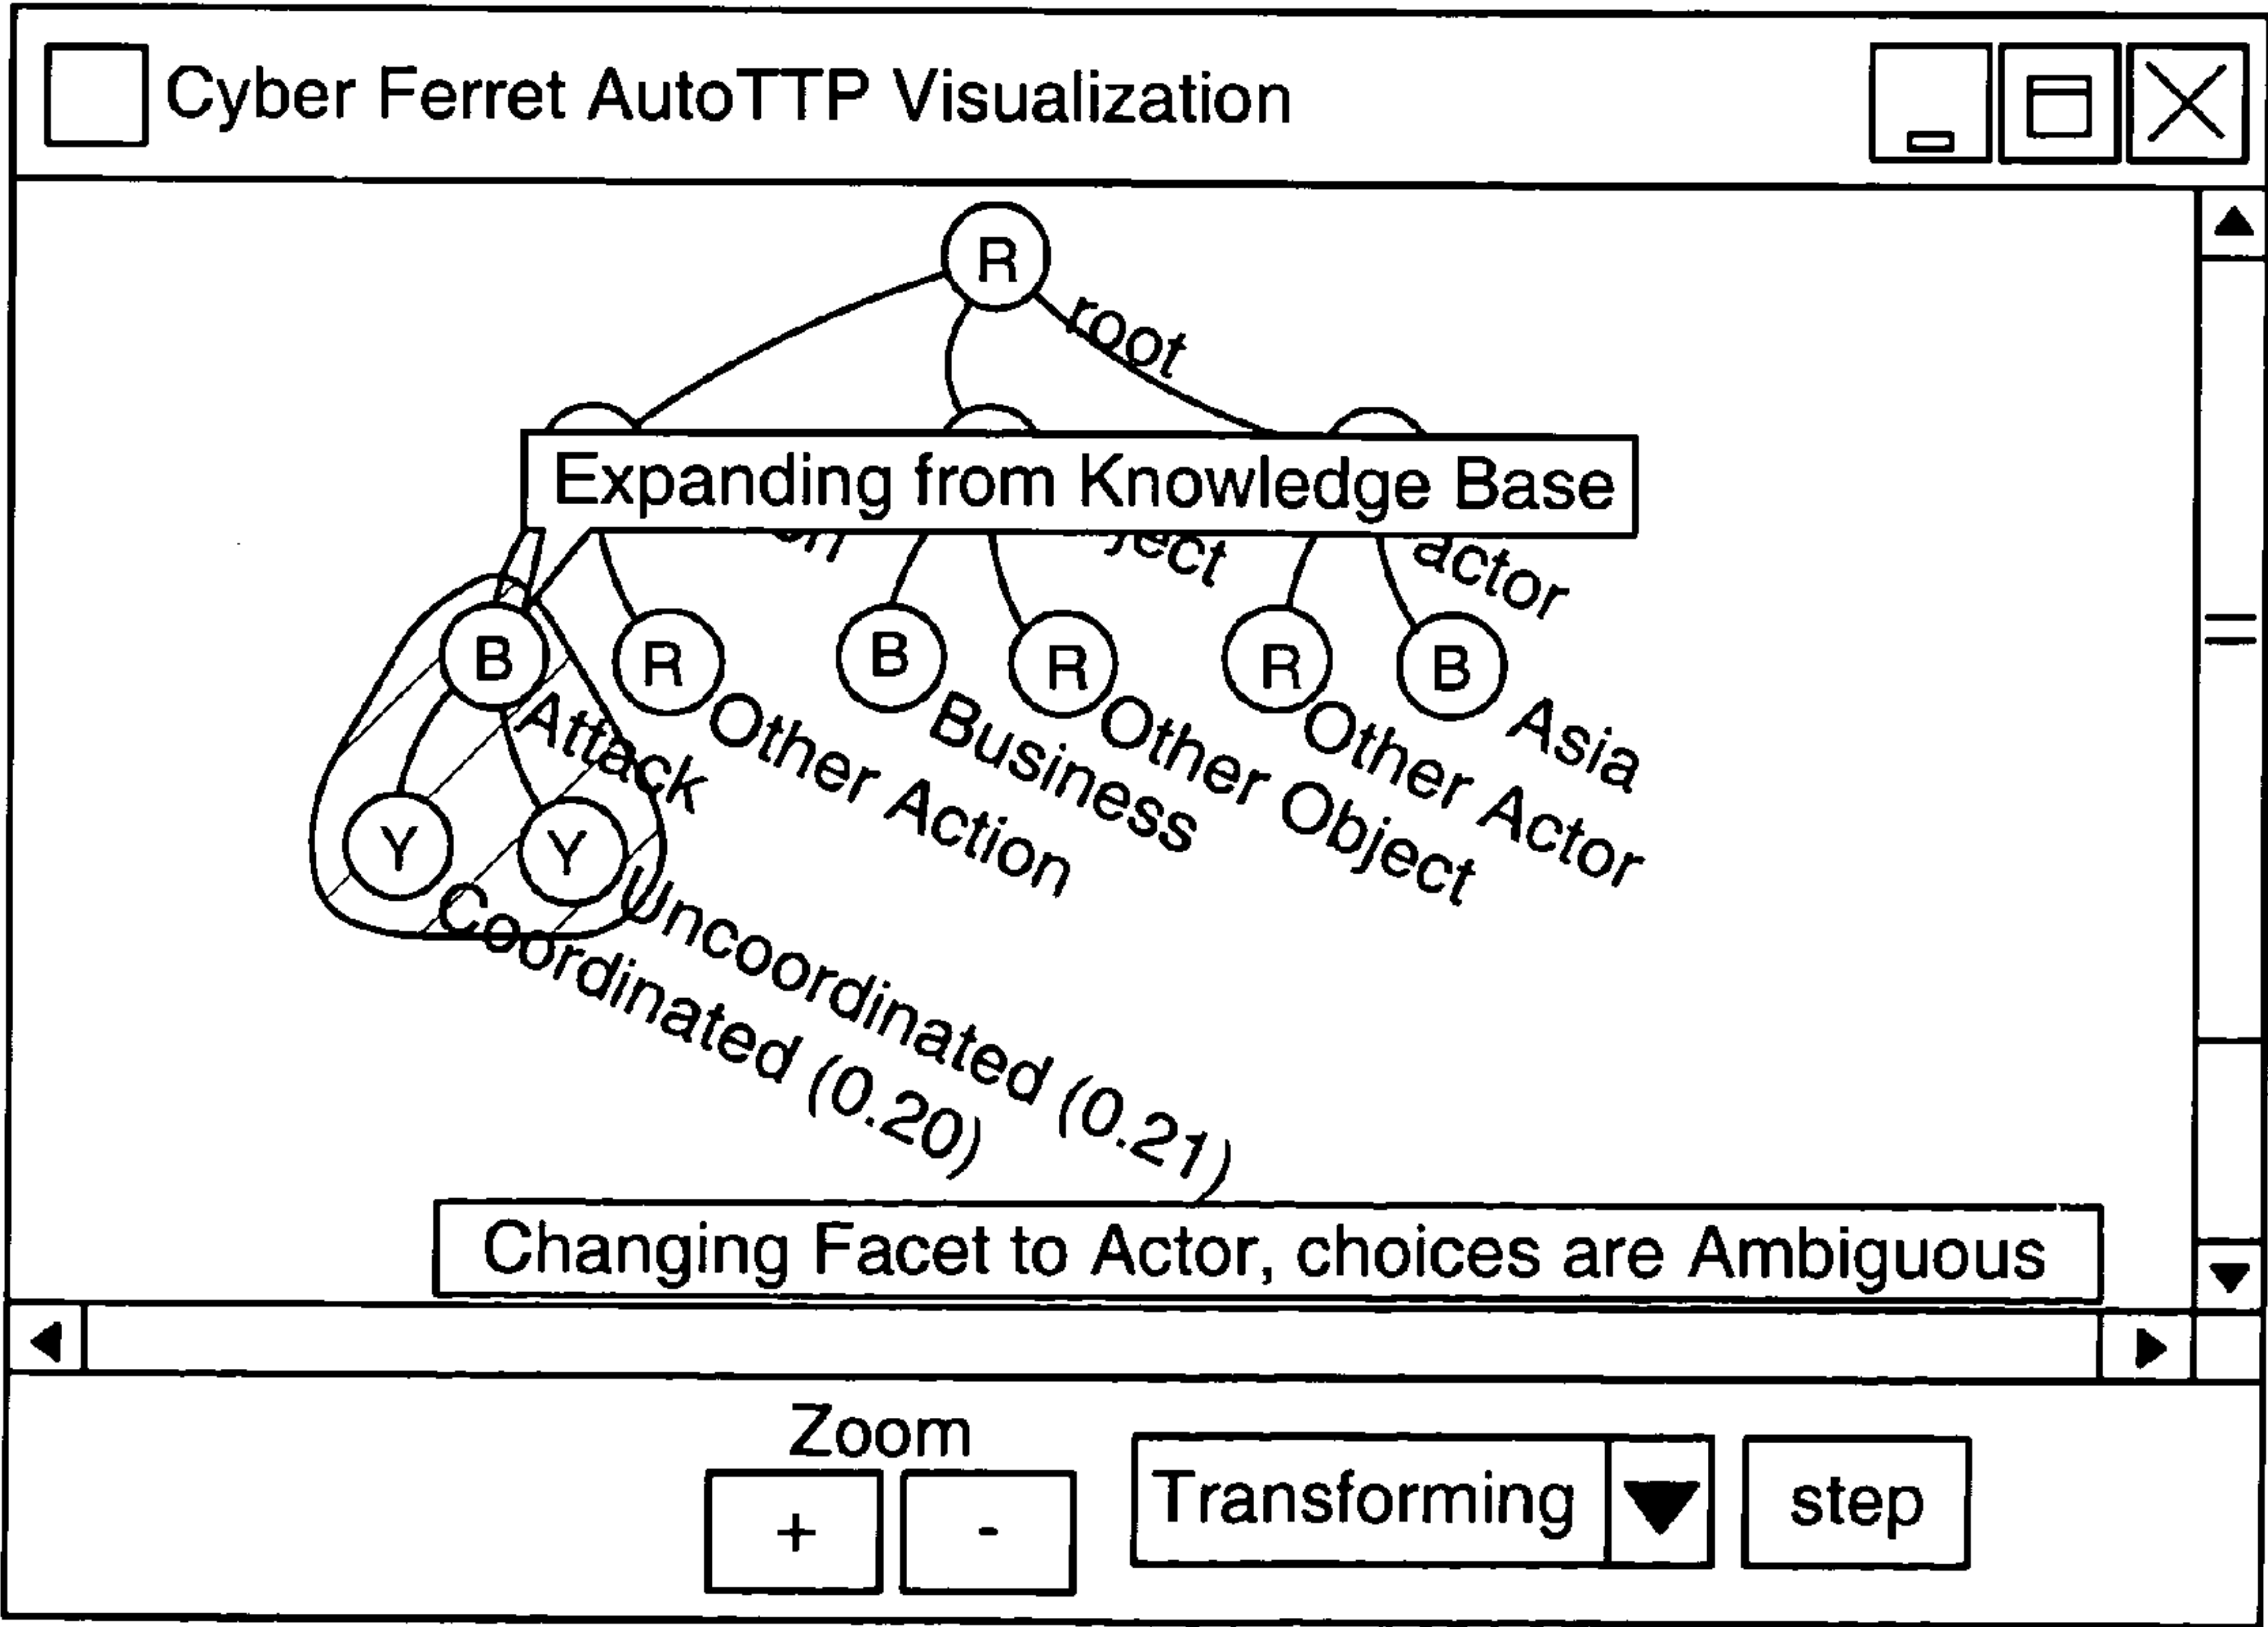 Cyber Ferret AutoTTP Visualization
R
root
Expanding from Knowledge Base
actor
B
R
B
R
R
B
Attack
Other Action
Business
Other Object
Other Actor
Asia
Y
Y
Coordinated (0.20)
Uncoordinated (0.21)
Changing Facet to Actor, choices are Ambiguous
Zoom
+
-
Transforming
step